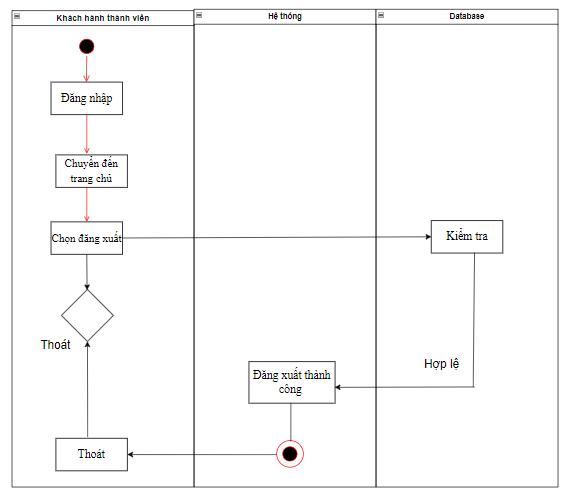 Khách hành thành viên
Hệ thống
Database
Đăng nhập
Chuyển đến
trang chủ
Chọn đăng xuất
Kiểm tra
Thoát
Hợp lệ
Đăng xuất thành
công
Thoát